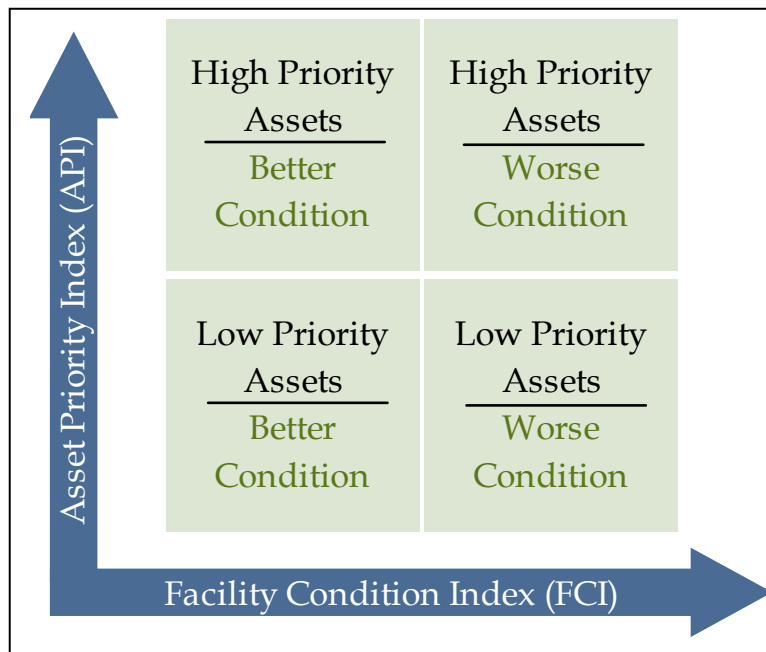 Asset Priority Index (API)
High Priority
Assets
Better
Condition
High Priority
Assets
Worse
Condition
Low Priority
Assets
Better
Condition
Low Priority
Assets
Worse
Condition
Facility Condition Index (FCI)